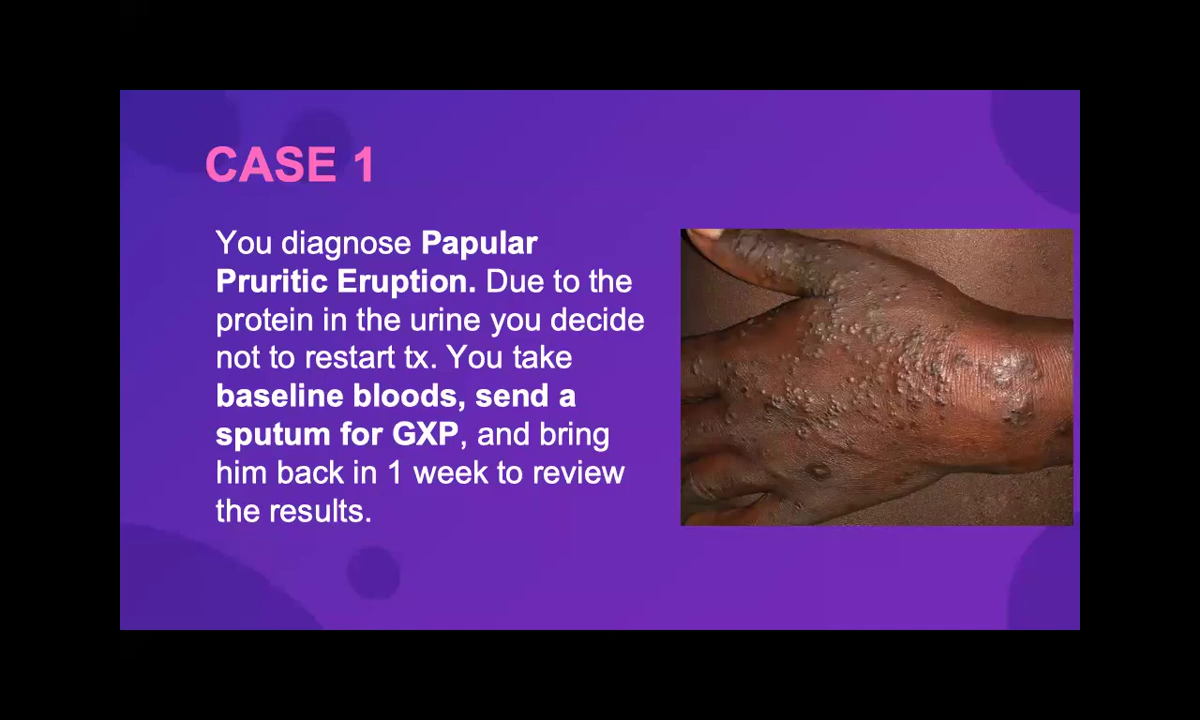 CASE 1
You diagnose Papular
Pruritic Eruption. Due to the
protein in the urine you decide
not to restart tx. You take
baseline bloods, send a
sputum for GXP, and bring
him back in 1 week to review
the results.